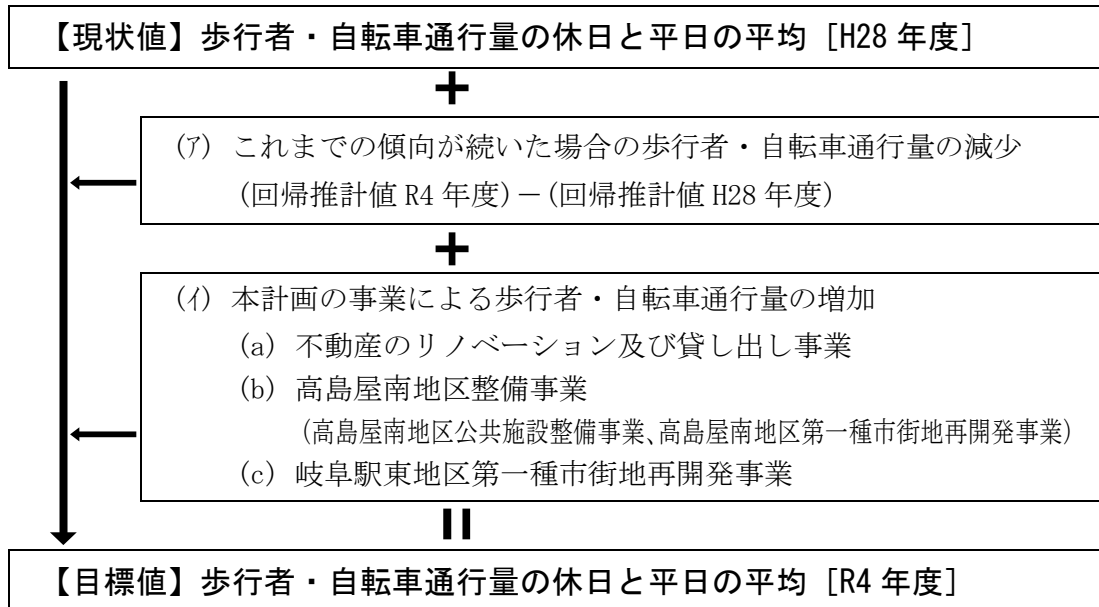 【現状値】歩行者・自転車通行量の休日と平日の平均［H28 年度］
＋
(ｱ) これまでの傾向が続いた場合の歩行者・自転車通行量の減少
(回帰推計値 R4 年度)－(回帰推計値 H28 年度)
＋
(ｲ) 本計画の事業による歩行者・自転車通行量の増加
(a) 不動産のリノベーション及び貸し出し事業
(b) 高島屋南地区整備事業
(高島屋南地区公共施設整備事業、高島屋南地区第一種市街地再開発事業)
(c) 岐阜駅東地区第一種市街地再開発事業
＝
【目標値】歩行者・自転車通行量の休日と平日の平均［R4 年度］